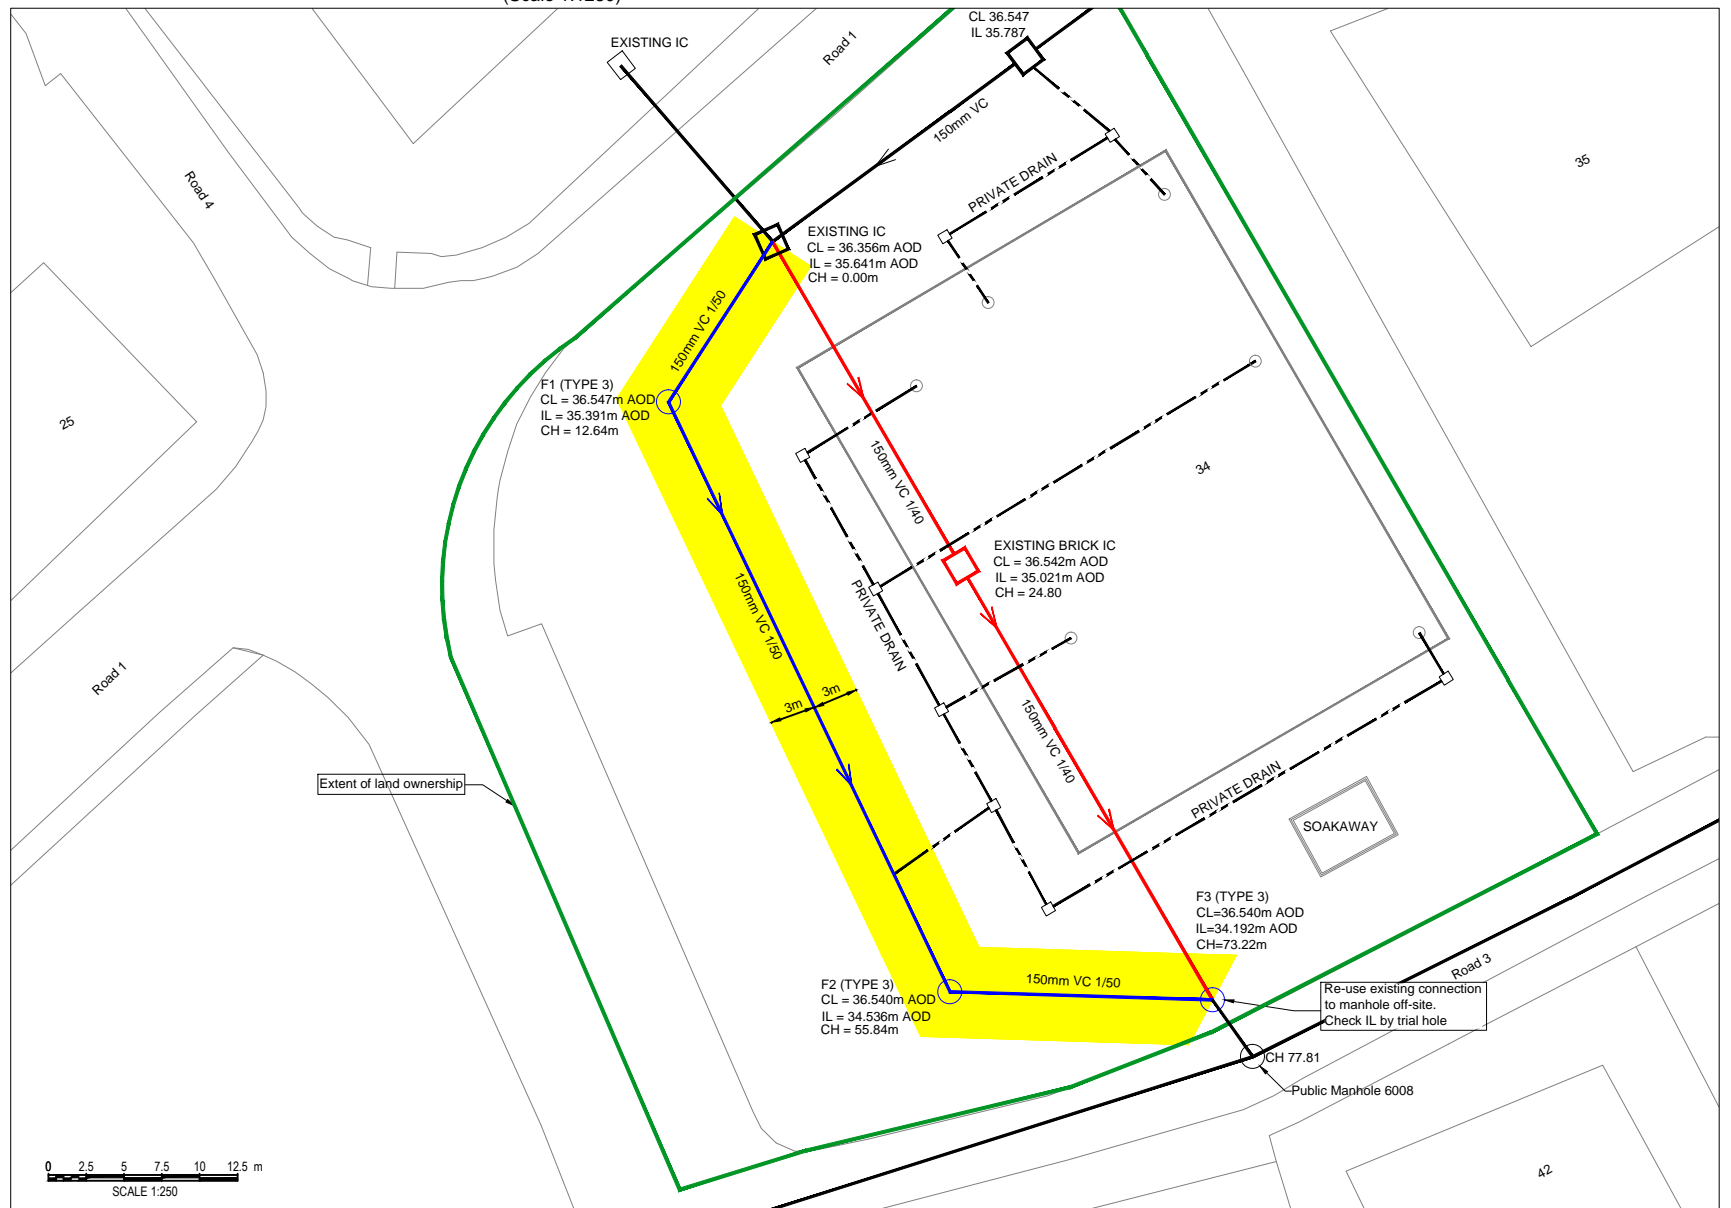 CL 36.547
IL 35.787
EXISTING IC
Road 1
150mm VC
35
PRIVATE DRAIN
Road 4
EXISTING IC
CL = 36.356m AOD
IL = 35.641m AOD
CH = 0.00m
150mm VC 1/50
F1 (TYPE 3)
CL = 36.547m AOD
IL = 35.391m AOD
CH = 12.64m
25
150mm VC 1/40
34
EXISTING BRICK IC
CL = 36.542m AOD
IL = 35.021m AOD
CH = 24.80
150mm VC 1/50
PRIVATE DRAIN
Road 1
3m
3m
150mm VC 1/40
Extent of land ownership
PRIVATE DRAIN
SOAKAWAY
F3 (TYPE 3)
CL=36.540m AOD
IL=34.192m AOD
CH=73.22m
Road 3
F2 (TYPE 3)
CL = 36.540m AOD
IL = 34.536m AOD
CH = 55.84m
150mm VC 1/50
Re-use existing connection
to manhole off-site.
Check IL by trial hole
CH 77.81
Public Manhole 6008
0 2.5 5 7.5 10 12.5 m
SCALE 1:250
42